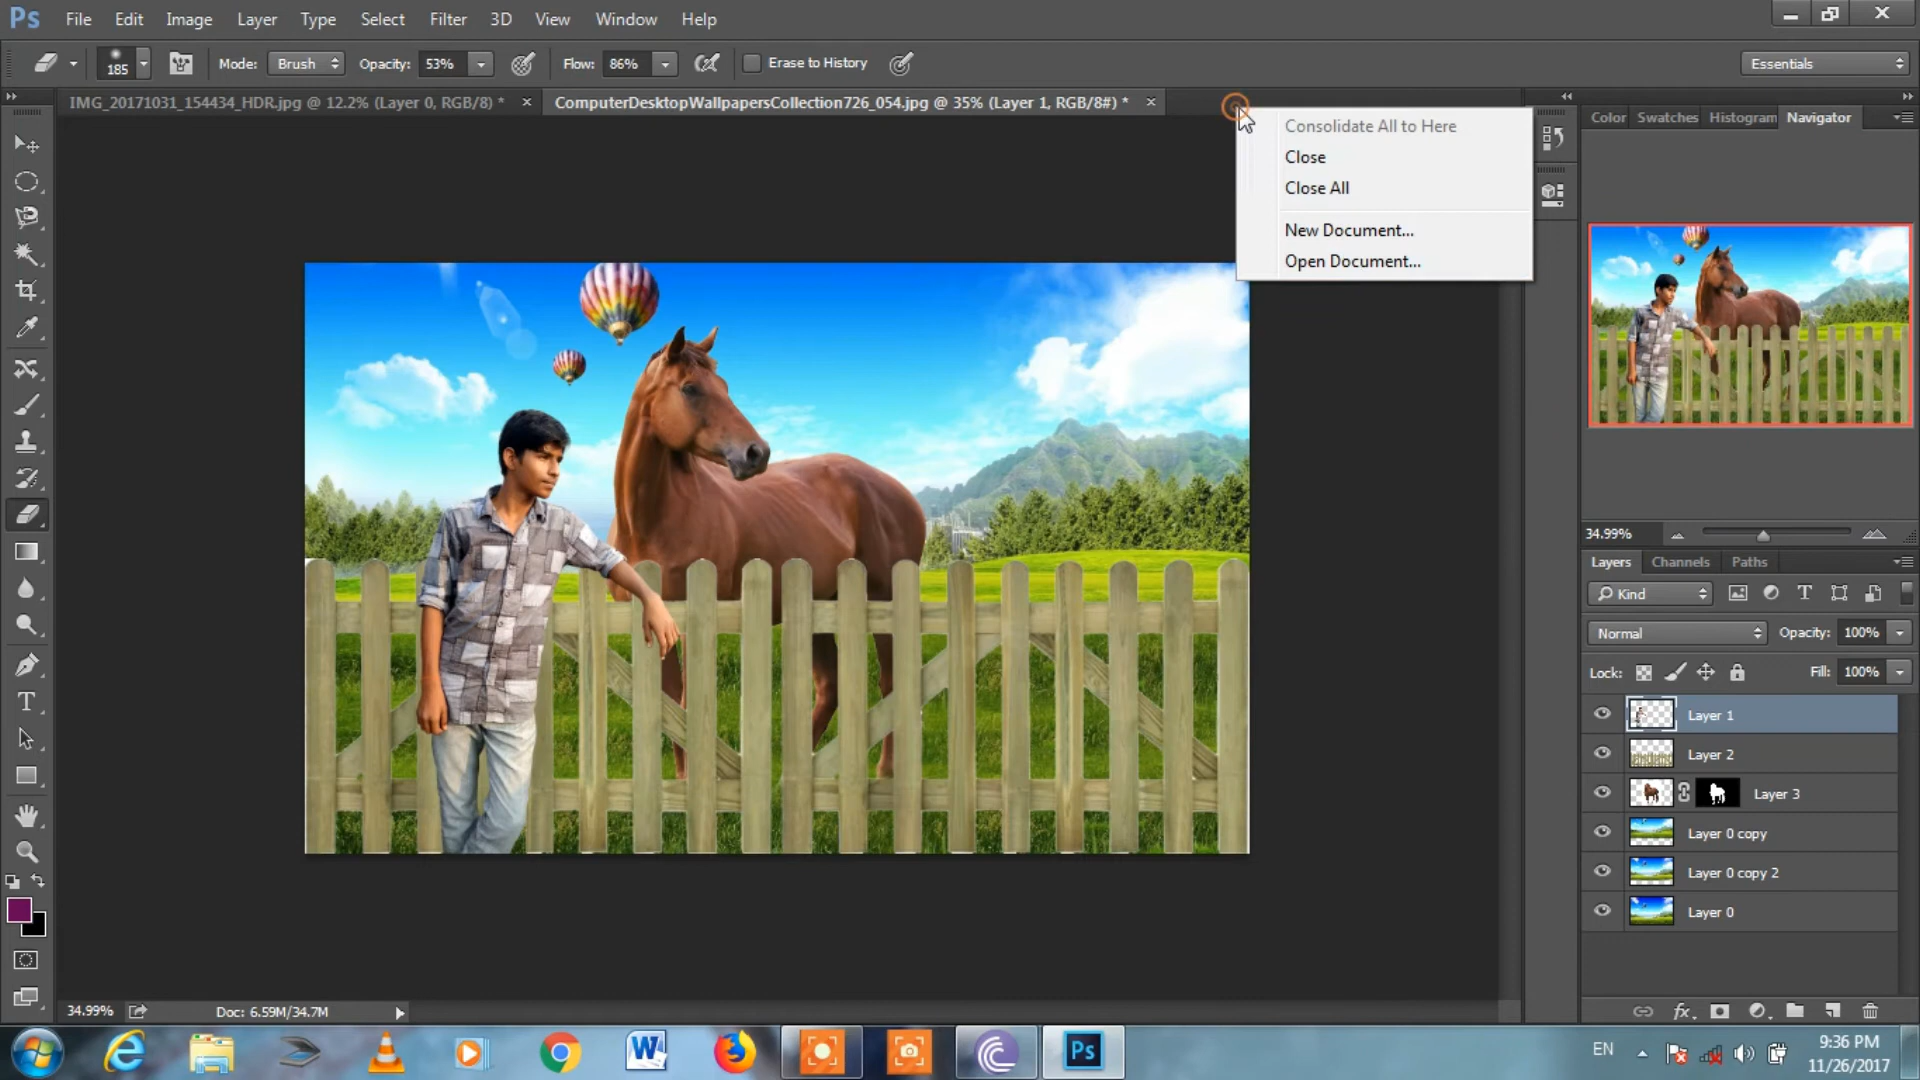 Ps File Edit Image Layer Type Select Filter 3D View Window Help
185 Mode: Brush Opacity: 53% Flow: 86% Erase to History Essentials
IMG_20171031_154434_HDR.jpg @ 12.2% (Layer 0, RGB/8) * × ComputerDesktopWallpapersCollection726_054.jpg @ 35% (Layer 1, RGB/8#) * ×
Consolidate All to Here
Close
Close All
New Document...
Open Document...
Color Swatches Histogram Navigator
34.99%
Layers Channels Paths
Kind
Normal Opacity: 100%
Lock: Fill: 100%
Layer 1
Layer 2
Layer 3
Layer 0 copy
Layer 0 copy 2
Layer 0
34.99% Doc: 6.59M/34.7M
W Ps EN 9:36 PM
11/26/2017